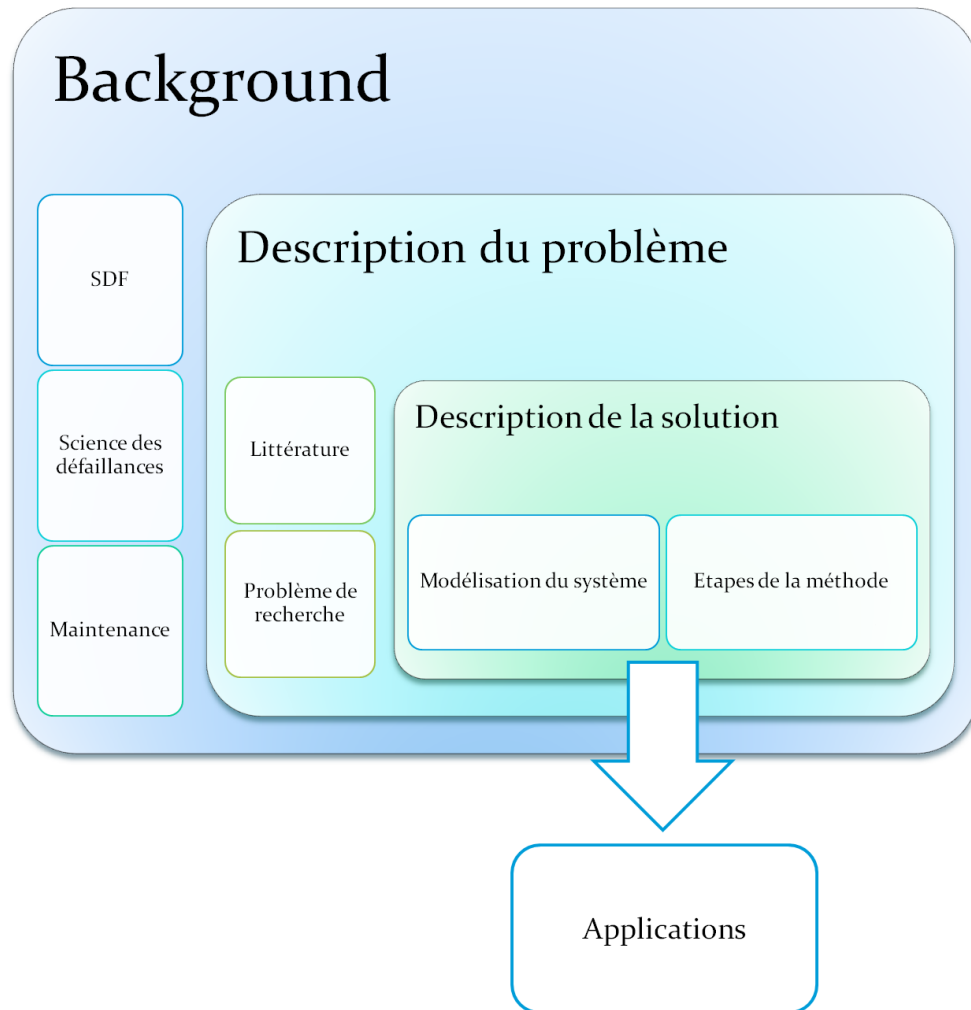 Background
SDF
Science des
défaillances
Maintenance
Description du problème
Littérature
Problème de
recherche
Description de la solution
Modélisation du système
Etapes de la méthode
Applications